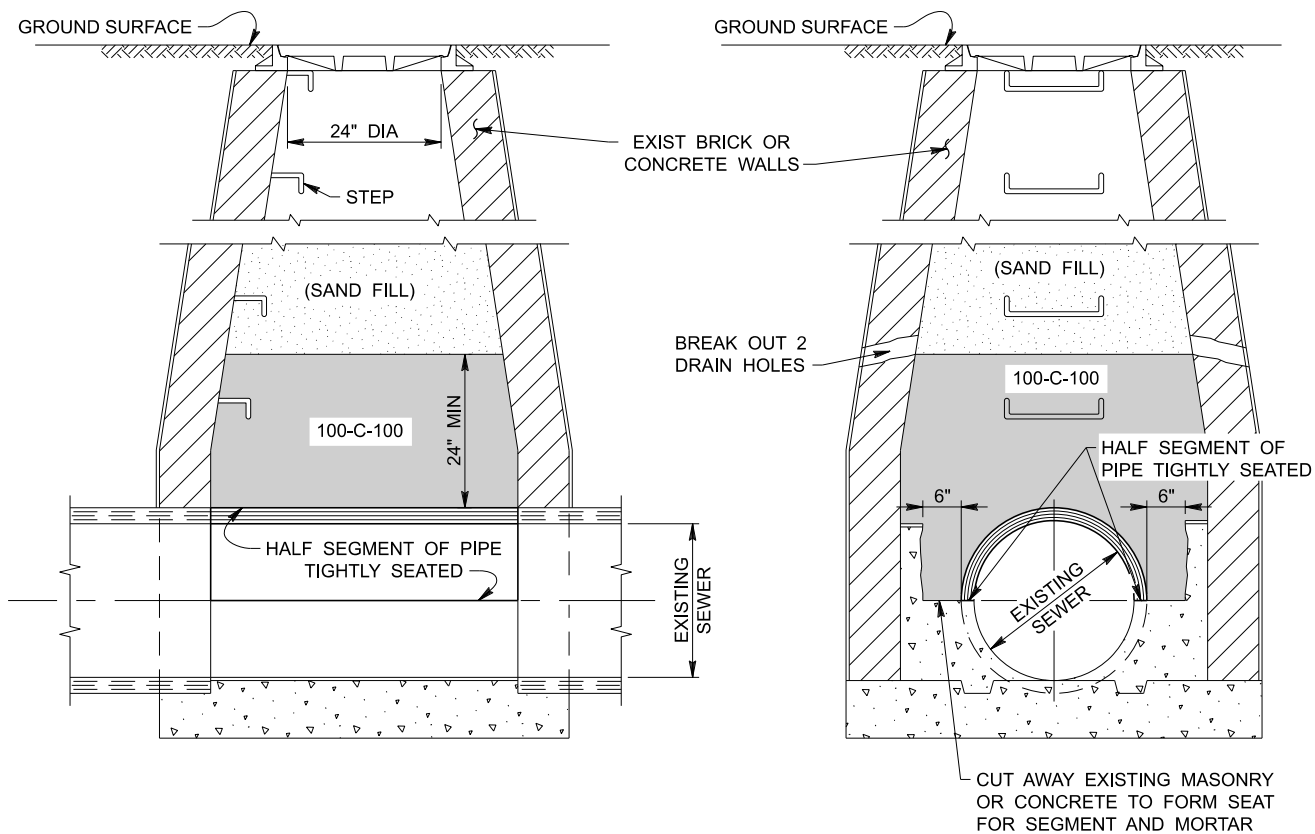 GROUND SURFACE
24" DIA
STEP
(SAND FILL)
100-C-100
24" MIN
HALF SEGMENT OF PIPE
TIGHTLY SEATED
EXISTING
SEWER
EXIST BRICK OR
CONCRETE WALLS
GROUND SURFACE
(SAND FILL)
BREAK OUT 2
DRAIN HOLES
100-C-100
HALF SEGMENT OF
PIPE TIGHTLY SEATED
6"
6"
EXISTING
SEWER
CUT AWAY EXISTING MASONRY
OR CONCRETE TO FORM SEAT
FOR SEGMENT AND MORTAR